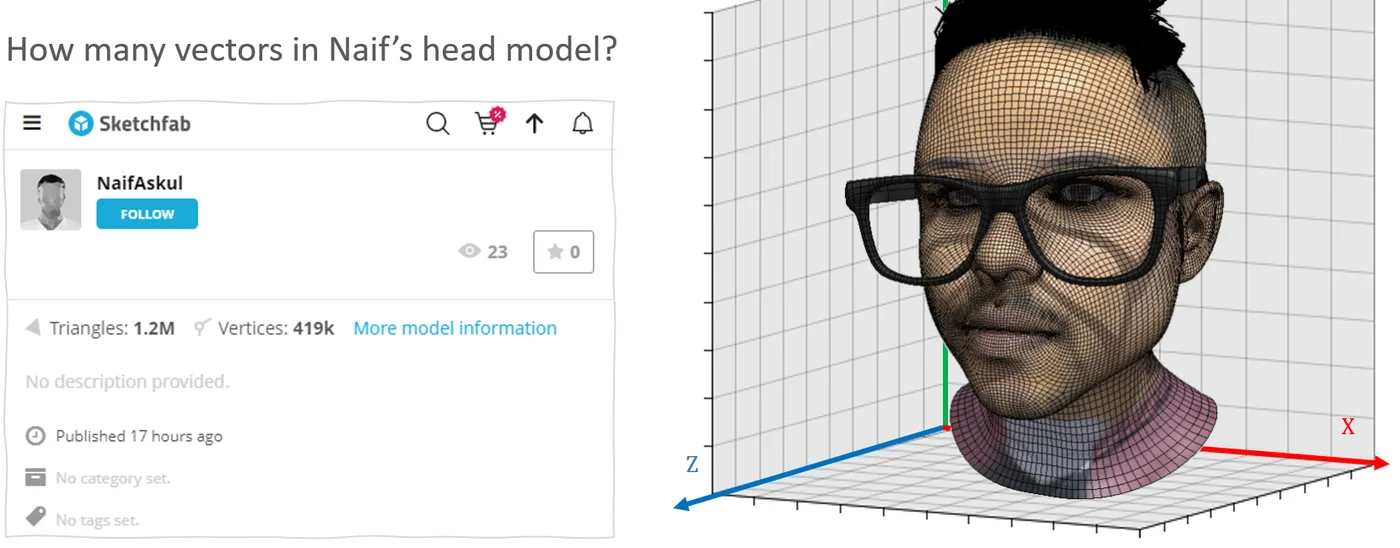 How many vectors in Naif’s head model?
Sketchfab
NaifAskul
FOLLOW
23
0
Triangles: 1.2M Vertices: 419k More model information
No description provided.
Published 17 hours ago
No category set.
No tags set.
Z
X